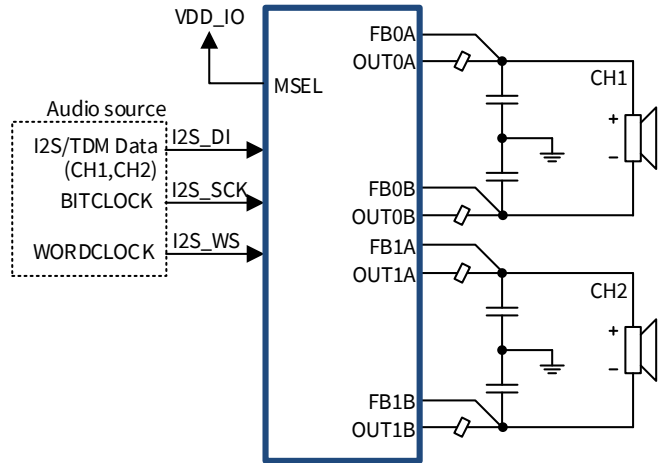 VDD_IO
MSEL
Audio source
I2S/TDM Data
(CH1,CH2)
I2S_DI
BITCLOCK
I2S_SCK
WORDCLOCK
I2S_WS
FB0A
OUT0A
FB0B
OUT0B
FB1A
OUT1A
FB1B
OUT1B
CH1
+
–
CH2
+
–